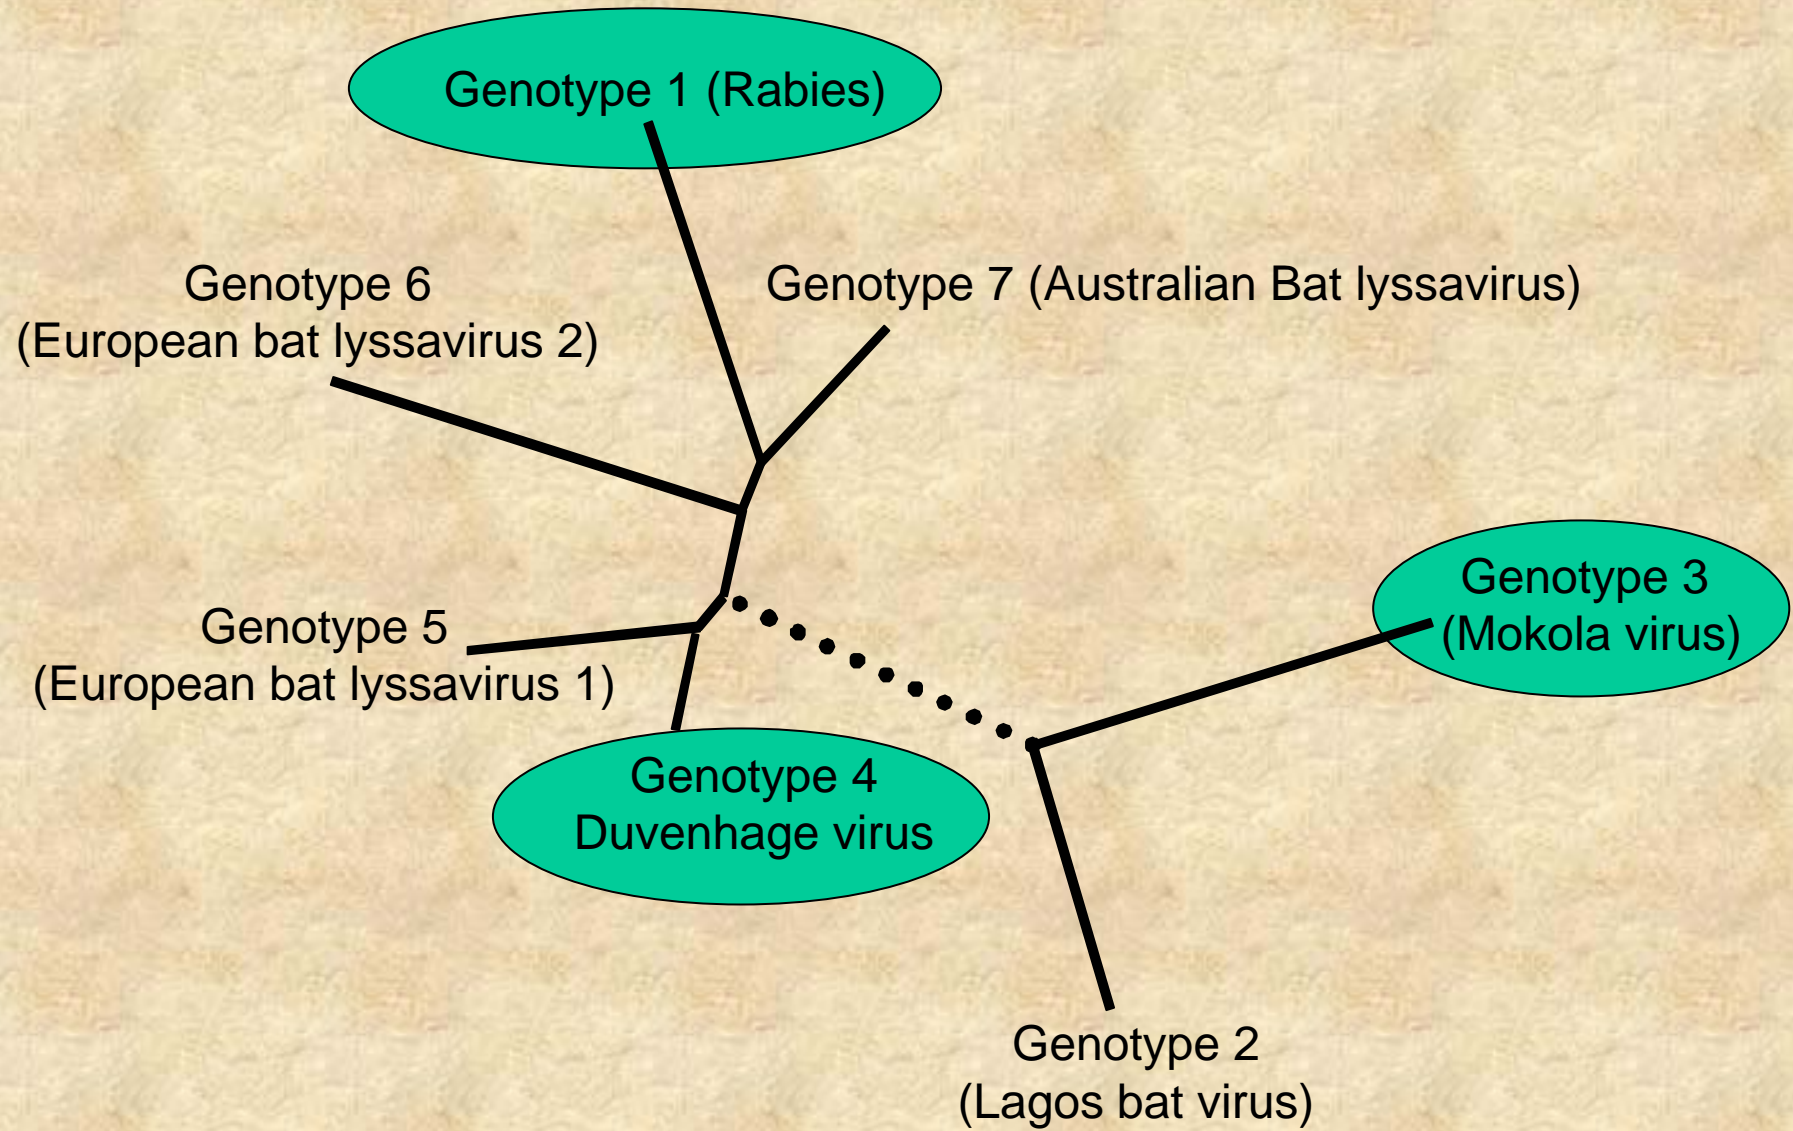 Genotype 1 (Rabies)
Genotype 6
(European bat lyssavirus 2)
Genotype 7 (Australian Bat lyssavirus)
Genotype 3
(Mokola virus)
Genotype 5
(European bat lyssavirus 1)
Genotype 4
Duvenhage virus
Genotype 2
(Lagos bat virus)